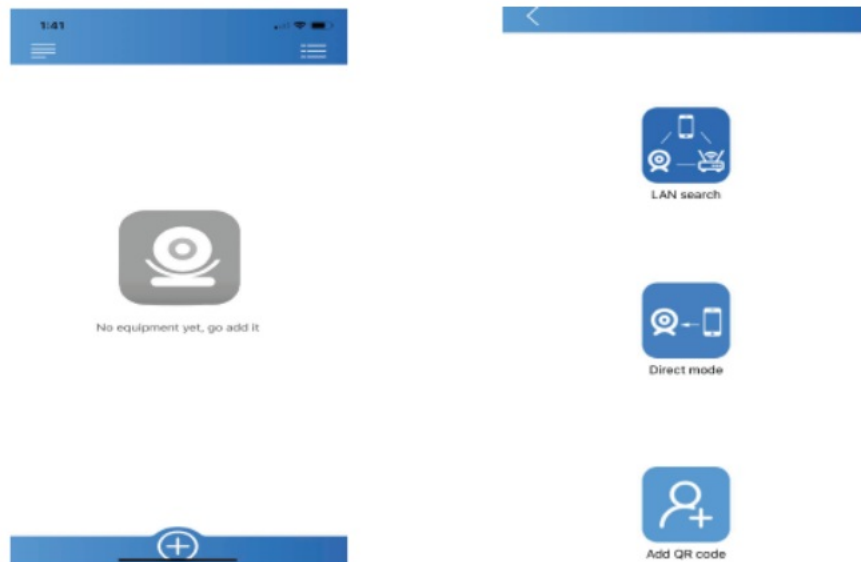 1:41
No equipment yet, go add it
LAN search
Direct mode
Add QR code